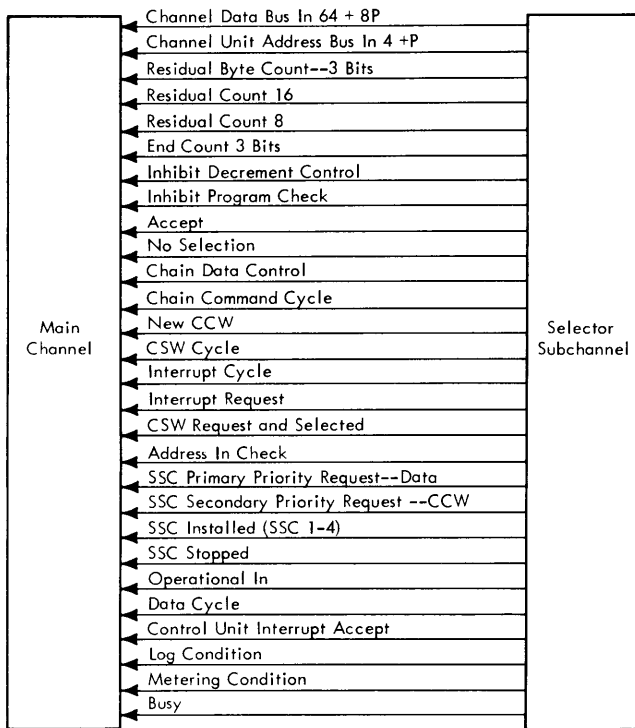 Channel Data Bus In 64 + 8P
Channel Unit Address Bus In 4 +P
Residual Byte Count--3 Bits
Residual Count 16
Residual Count 8
End Count 3 Bits
Inhibit Decrement Control
Inhibit Program Check
Accept
No Selection
Chain Data Control
Chain Command Cycle
Main
Channel
New CCW
Selector
Subchannel
CSW Cycle
Interrupt Cycle
Interrupt Request
CSW Request and Selected
Address In Check
SSC Primary Priority Request--Data
SSC Secondary Priority Request --CCW
SSC Installed (SSC 1-4)
SSC Stopped
Operational In
Data Cycle
Control Unit Interrupt Accept
Log Condition
Metering Condition
Busy